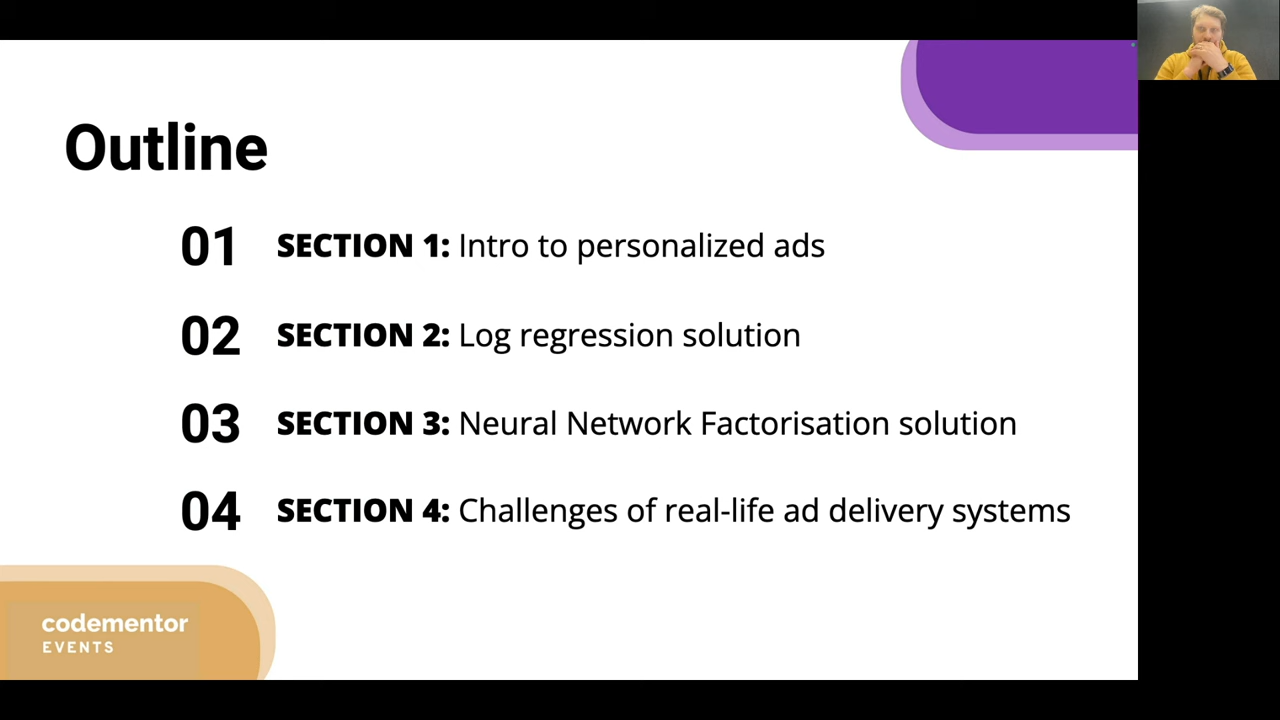 Outline
01 SECTION 1: Intro to personalized ads
02 SECTION 2: Log regression solution
03 SECTION 3: Neural Network Factorisation solution
04 SECTION 4: Challenges of real-life ad delivery systems
codementor
EVENTS